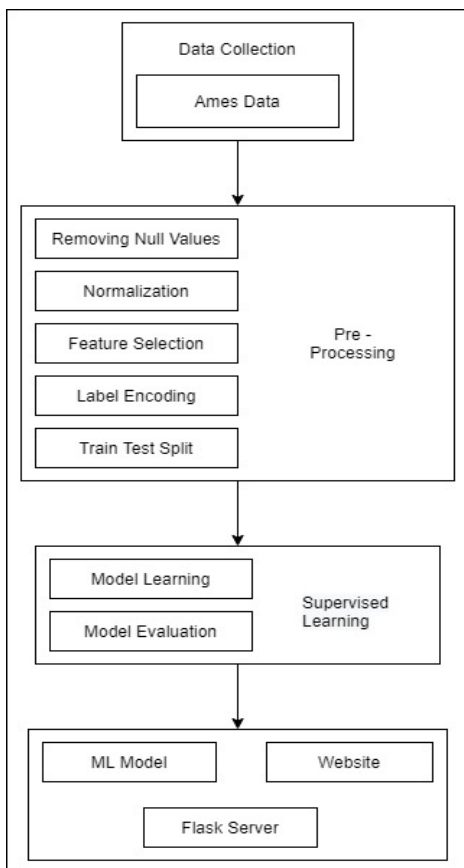 Data Collection
Ames Data
Removing Null Values
Normalization
Feature Selection
Label Encoding
Train Test Split
Pre -
Processing
Model Learning
Model Evaluation
Supervised
Learning
ML Model
Website
Flask Server